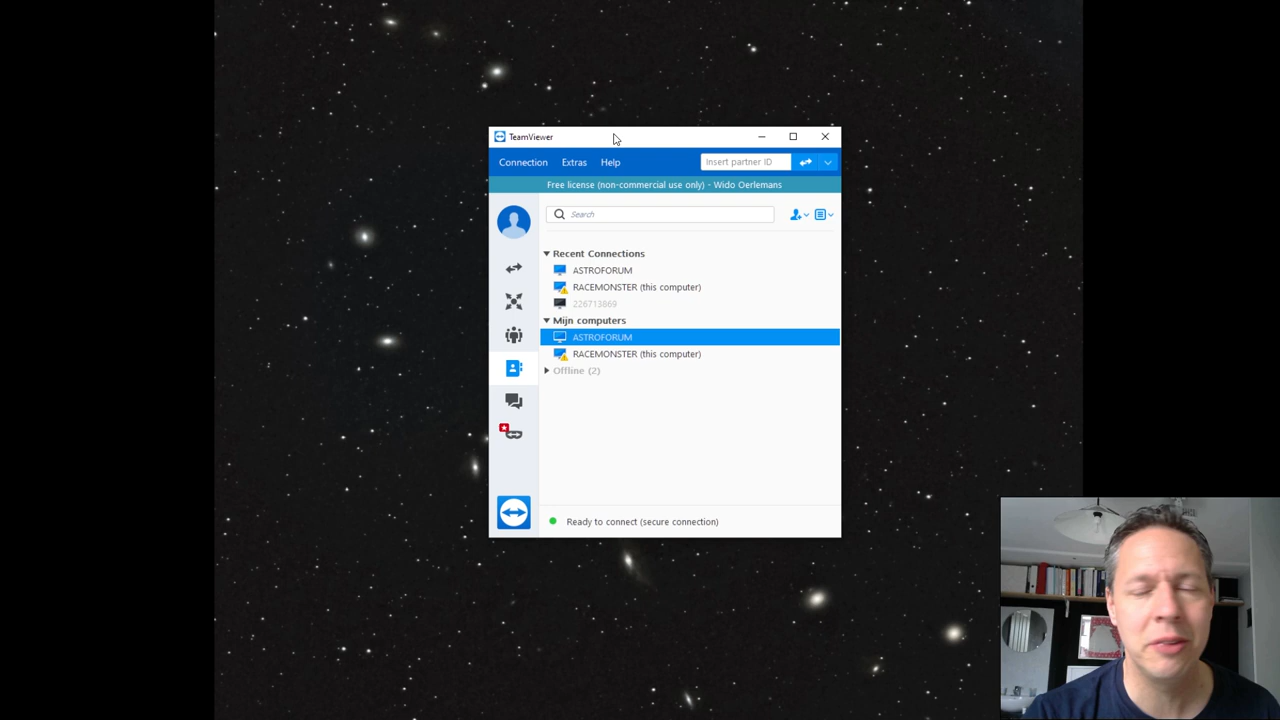 TeamViewer
Connection Extras Help Insert partner ID
Free license (non-commercial use only) - Wido Oerlemans
Search
Recent Connections
ASTROFORUM
RACEMONSTER (this computer)
226713869
Mijn computers
ASTROFORUM
RACEMONSTER (this computer)
Offline (2)
Ready to connect (secure connection)